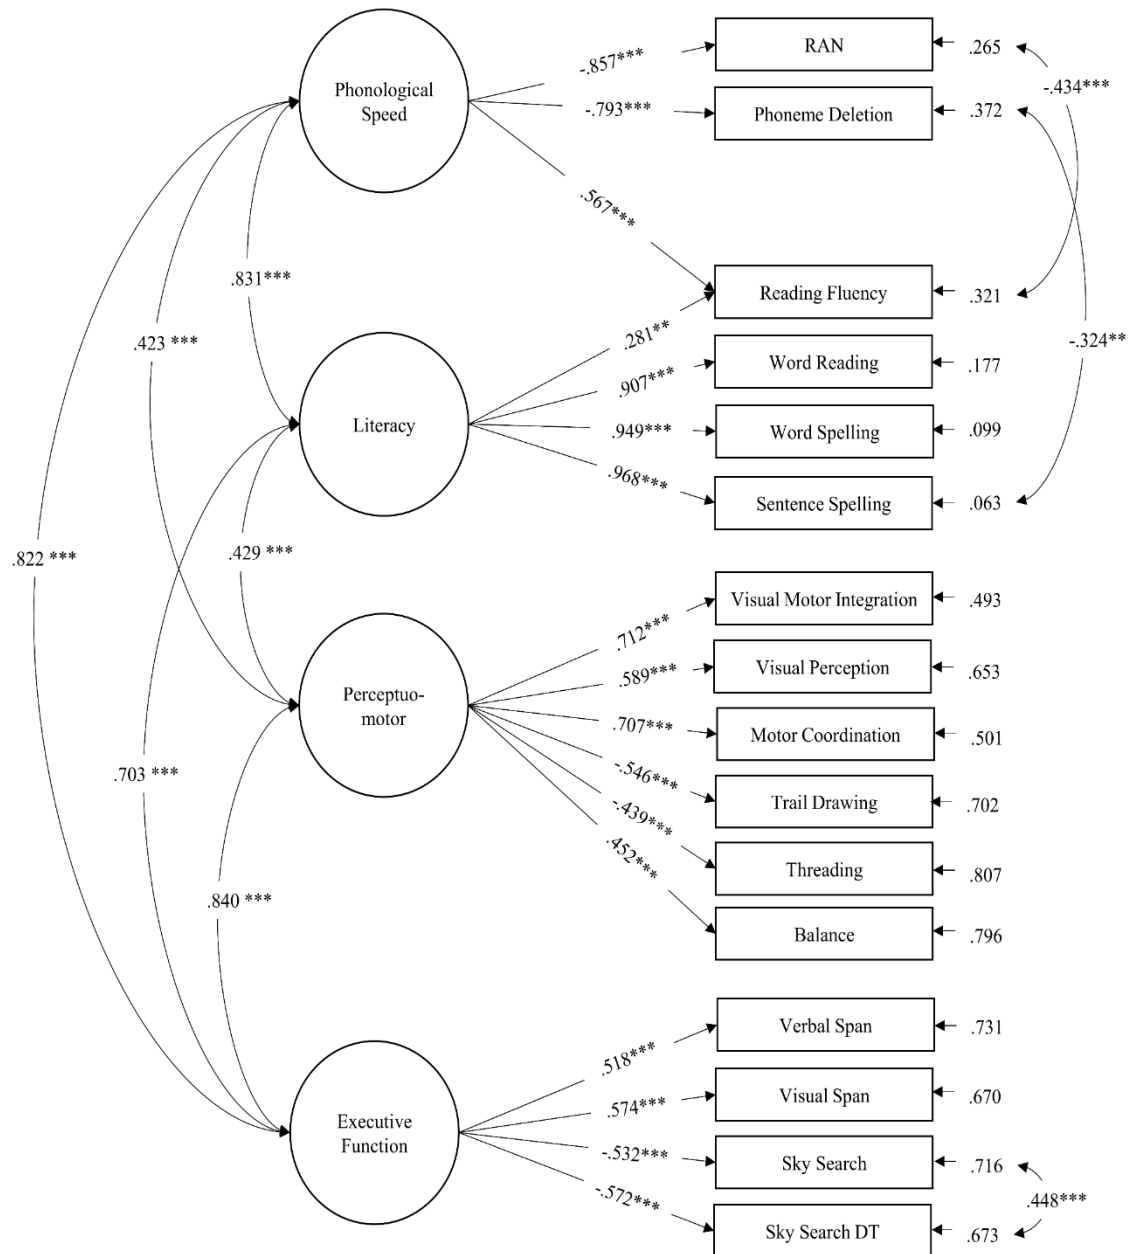 RAN
.265
-.857***
-.434***
Phonological
Speed
-.793***
Phoneme Deletion
.372
.567***
.831***
Reading Fluency
.321
.281**
.423 ***
-.324**
Word Reading
.177
.907***
Literacy
.949***
Word Spelling
.099
.968***
Sentence Spelling
.063
.822 ***
.429 ***
Visual Motor Integration
.493
.712***
Visual Perception
.653
.589***
Perceptuo-
motor
.707***
Motor Coordination
.501
.703 ***
-.546***
Trail Drawing
.702
-.439***
Threading
.807
.452***
.840 ***
Balance
.796
Verbal Span
.731
.518***
Visual Span
.670
.574***
Executive
Function
-.532***
Sky Search
.716
.448***
-.572***
Sky Search DT
.673